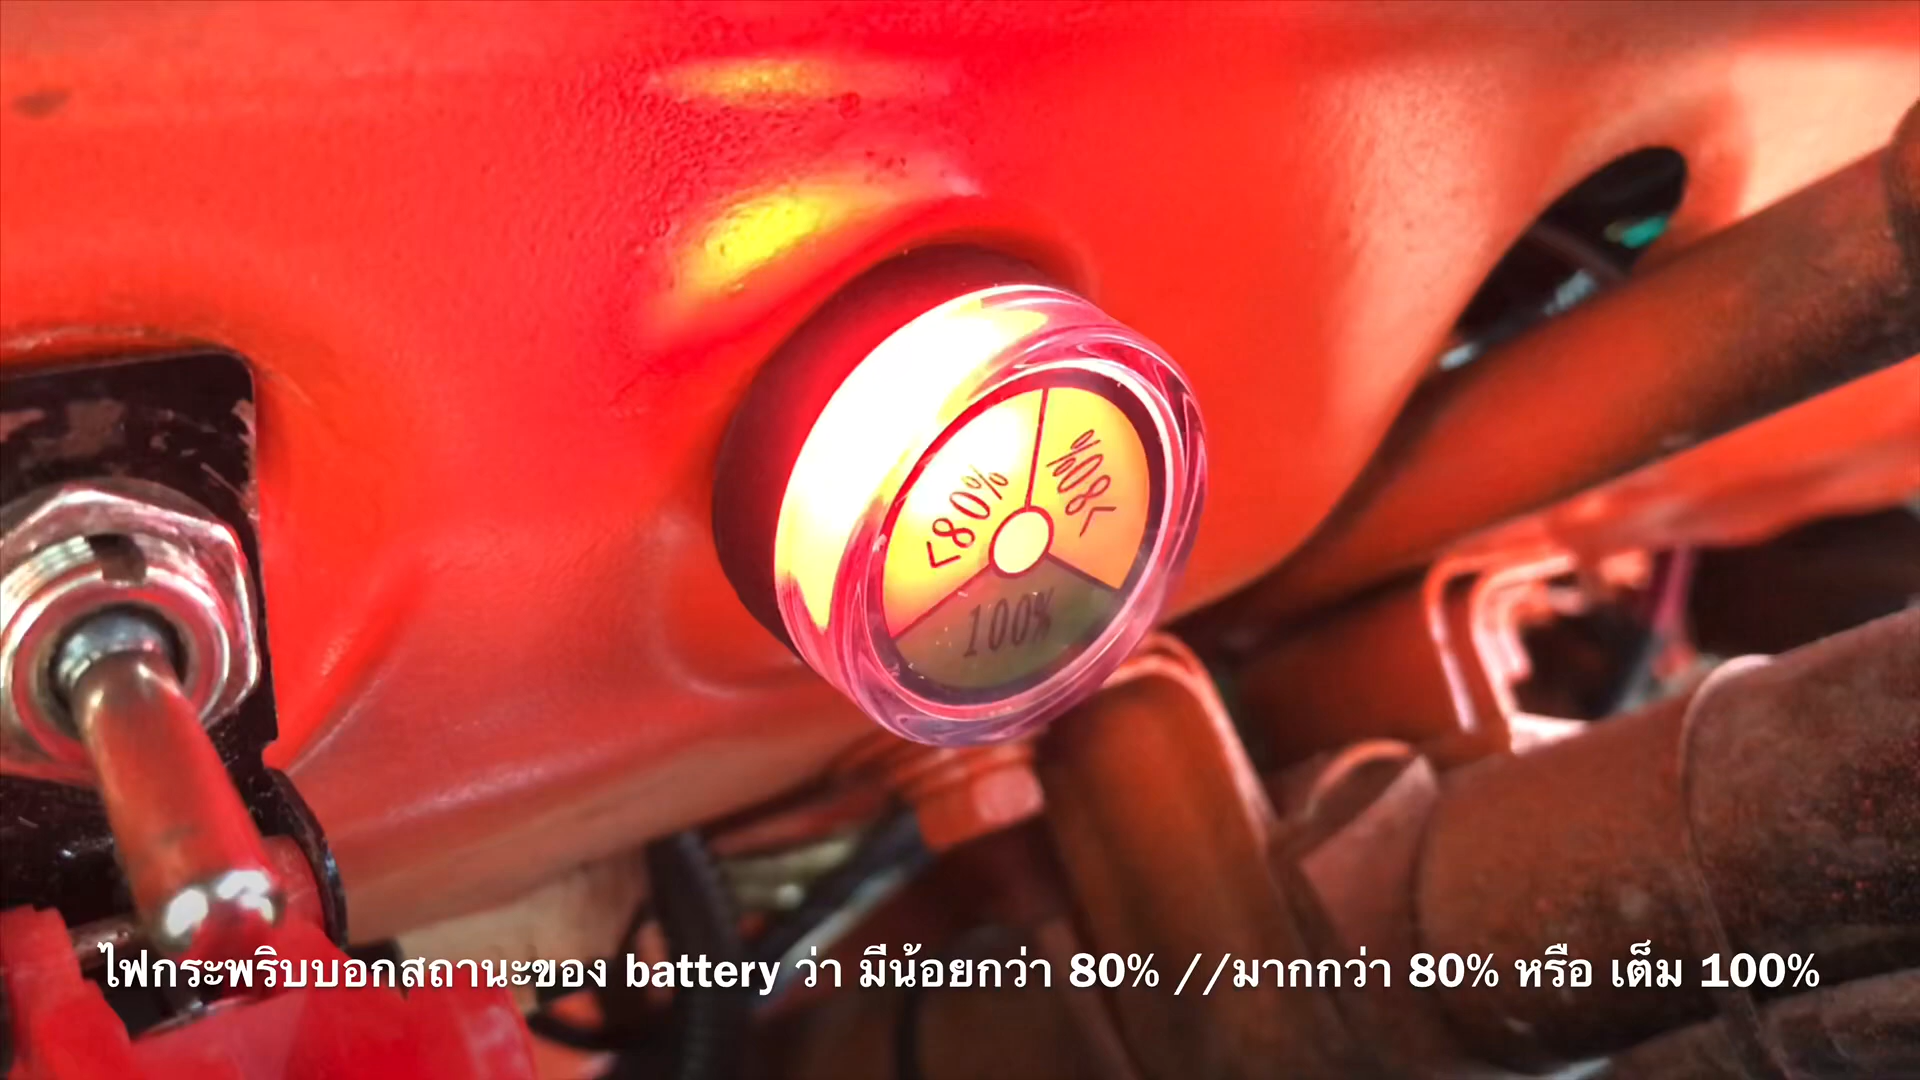 <80%
>80%
100%
ไฟกระพริบบอกสถานะของ battery ว่า มีน้อยกว่า 80% //มากกว่า 80% หรือ เต็ม 100%